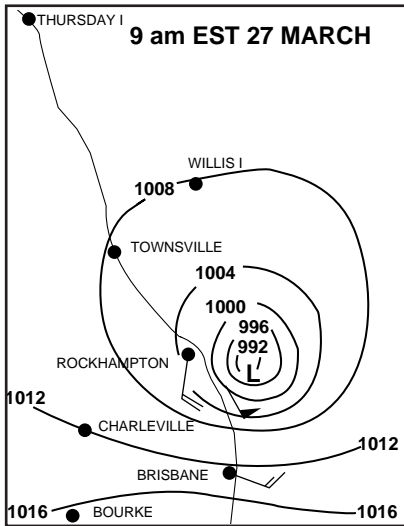 THURSDAY I
9 am EST 27 MARCH
WILLIS I
1008
TOWNSVILLE
1004
1000
996
992
ROCKHAMPTON
L
1012
CHARLEVILLE
1012
BRISBANE
1016
BOURKE
1016